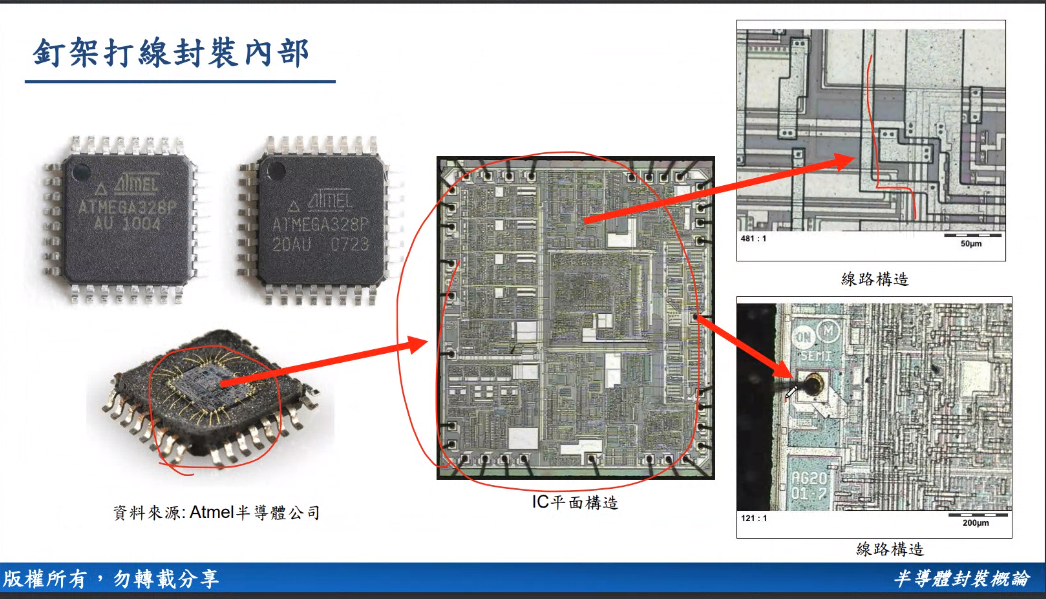 釘架打線封裝內部
ATMEL
ATMEGA328P
AU 1004
ATMEL
ATMEGA328P
20AU 0723
481 : 1
50µm
線路構造
ON
M
SEMI
AG20
01-7
121 : 1
200µm
線路構造
IC平面構造
資料來源: Atmel半導體公司
版權所有，勿轉載分享
半導體封裝概論